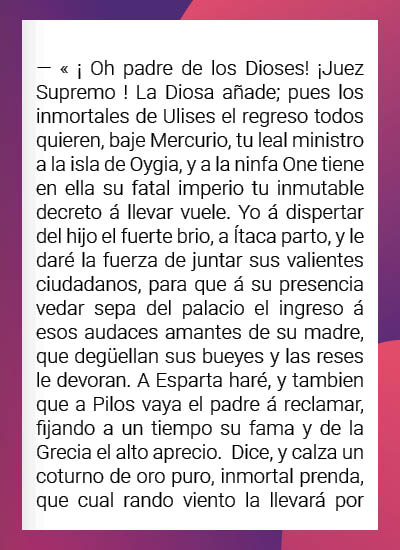 — « ¡ Oh padre de los Dioses! ¡Juez
Supremo ! La Diosa añade; pues los
inmortales de Ulises el regreso todos
quieren, baje Mercurio, tu leal ministro
a la isla de Oygia, y a la ninfa One tiene
en ella su fatal imperio tu inmutable
decreto á llevar vuele. Yo á dispertar
del hijo el fuerte brio, a Ítaca parto, y le
daré la fuerza de juntar sus valientes
ciudadanos, para que á su presencia
vedar sepa del palacio el ingreso á
esos audaces amantes de su madre,
que degüellan sus bueyes y las reses
le devoran. A Esparta haré, y tambien
que a Pilos vaya el padre á reclamar,
fijando a un tiempo su fama y de la
Grecia el alto aprecio.  Dice, y calza un
coturno de oro puro, inmortal prenda,
que cual rando viento la llevará por